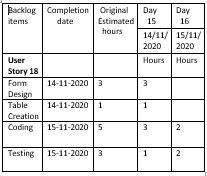 Backlog items | Completion date | Original Estimated hours | Day 15 | Day 16
14/11/2020 | 15/11/2020
User Story 18 | Hours | Hours
Form Design | 14-11-2020 | 3 | 3
Table Creation | 14-11-2020 | 1 | 1
Coding | 15-11-2020 | 5 | 3 | 2
Testing | 15-11-2020 | 3 | 1 | 2